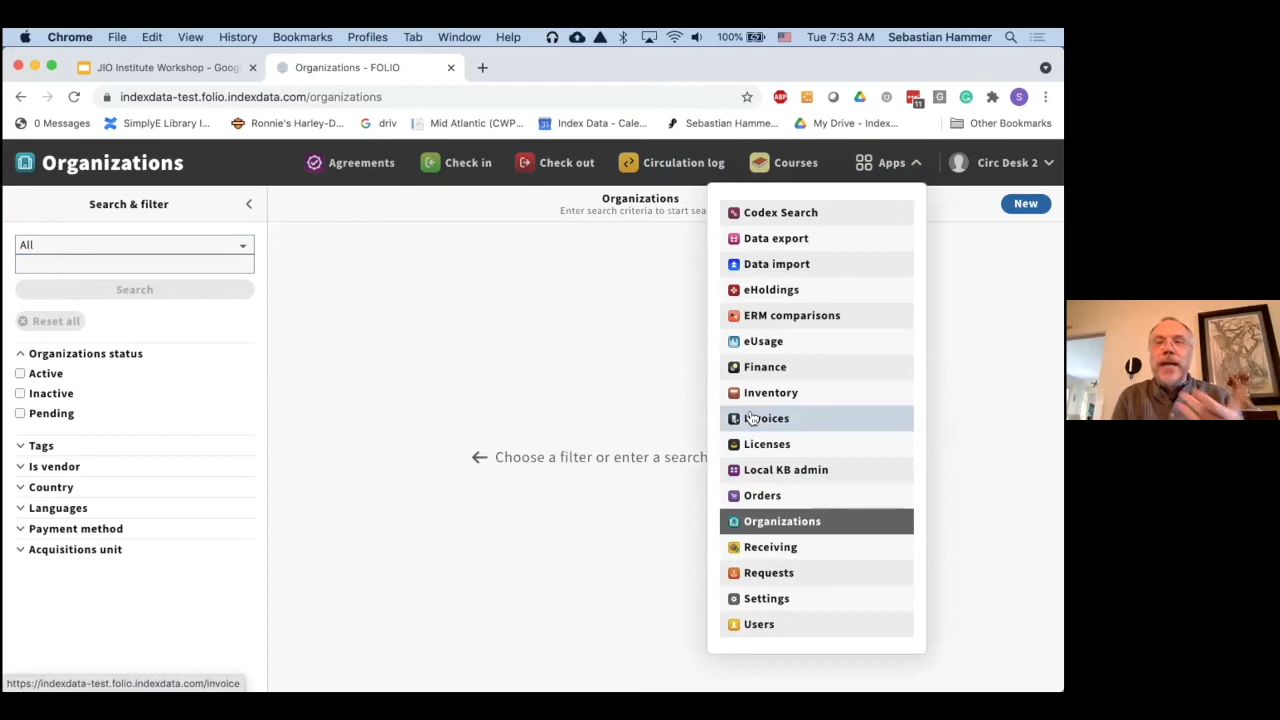 Chrome File Edit View History Bookmarks Profiles Tab Window Help 100% Tue 7:53 AM Sebastian Hammer
JIO Institute Workshop - Goog Organizations - FOLIO
indexdata-test.folio.indexdata.com/organizations ABP 11 G S
0 Messages SimplyE Library I... Ronnie's Harley-D... driv Mid Atlantic (CWP... Index Data - Cale... Sebastian Hamme... My Drive - Index... Other Bookmarks
Organizations Agreements Check in Check out Circulation log Courses Apps Circ Desk 2
Search & filter
Organizations
Enter search criteria to start sea
New
All
Search
Reset all
Organizations status
Active
Inactive
Pending
Tags
Is vendor
Country
Languages
Payment method
Acquisitions unit
Choose a filter or enter a search
Codex Search
Data export
Data import
eHoldings
ERM comparisons
eUsage
Finance
Inventory
Invoices
Licenses
Local KB admin
Orders
Organizations
Receiving
Requests
Settings
Users
https://indexdata-test.folio.indexdata.com/invoice